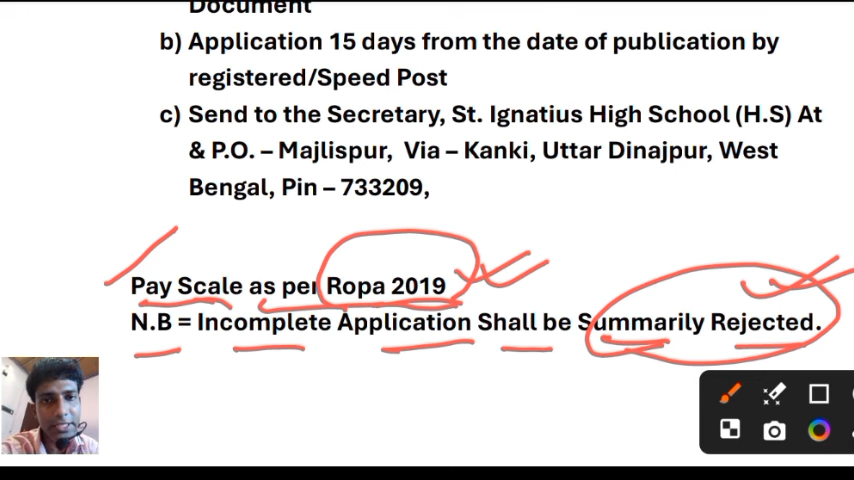 Document
b) Application 15 days from the date of publication by
registered/Speed Post
c) Send to the Secretary, St. Ignatius High School (H.S) At
& P.O. – Majlispur, Via – Kanki, Uttar Dinajpur, West
Bengal, Pin – 733209,
Pay Scale as per Ropa 2019
N.B = Incomplete Application Shall be Summarily Rejected.